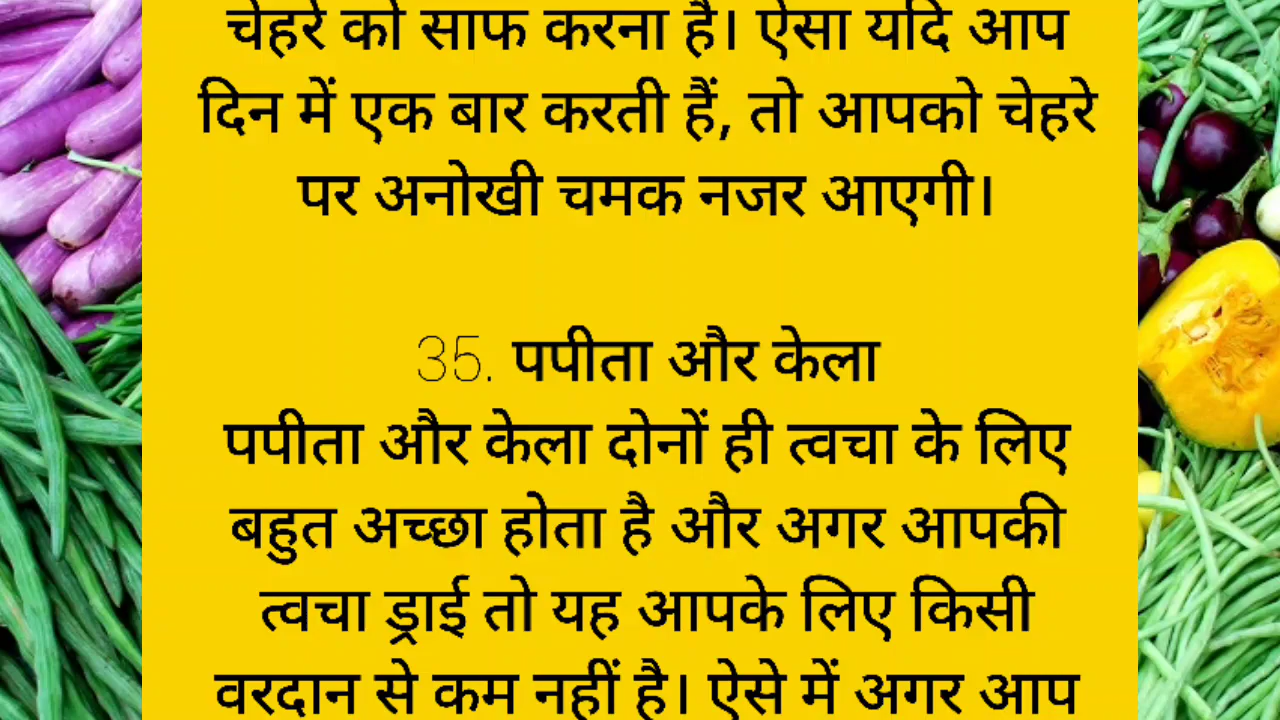 चेहरे को साफ करना है। ऐसा यदि आप
दिन में एक बार करती हैं, तो आपको चेहरे
पर अनोखी चमक नजर आएगी।
35. पपीता और केला
पपीता और केला दोनों ही त्वचा के लिए
बहुत अच्छा होता है और अगर आपकी
त्वचा ड्राई तो यह आपके लिए किसी
वरदान से कम नहीं है। ऐसे में अगर आप